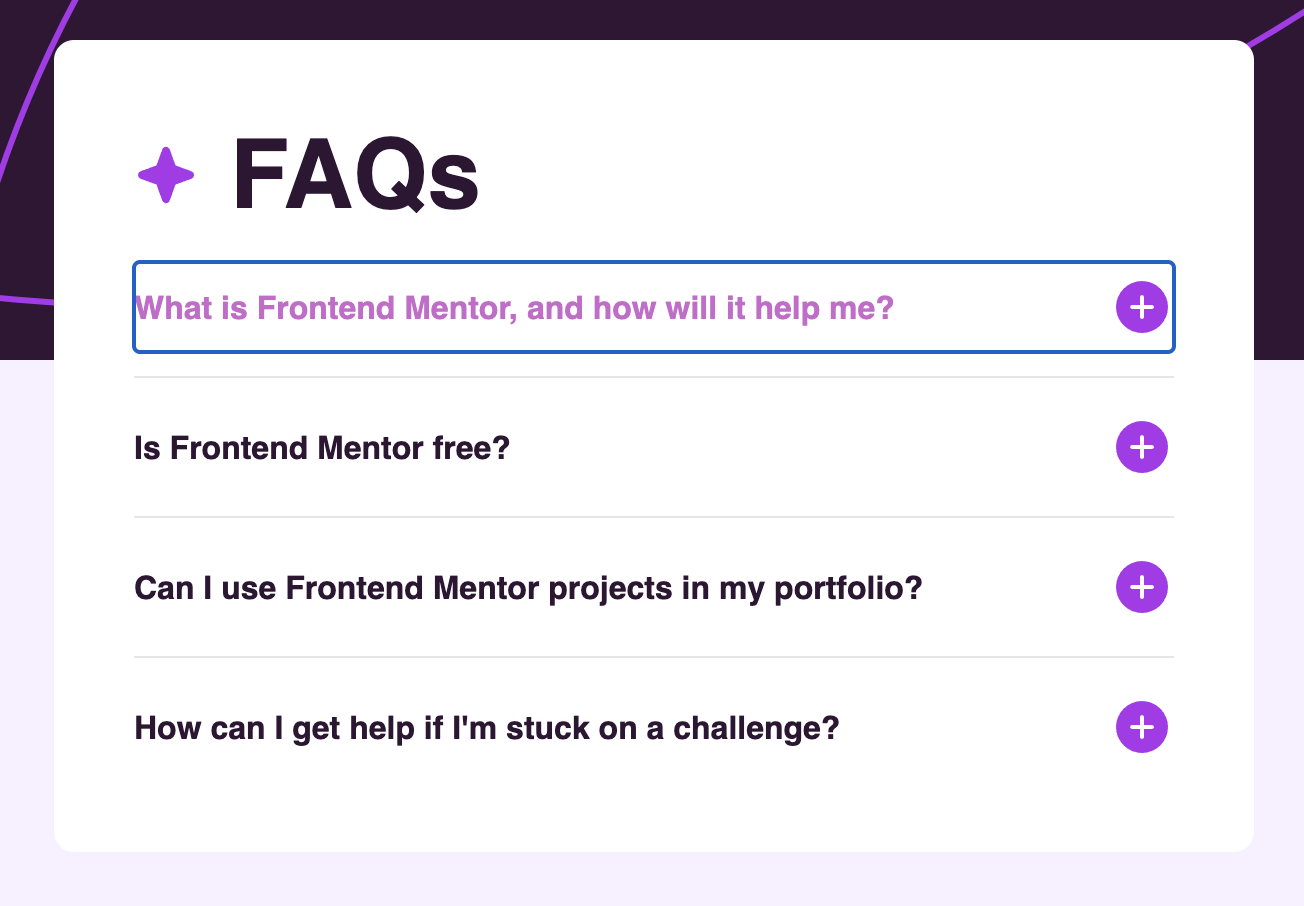 FAQs
What is Frontend Mentor, and how will it help me?
Is Frontend Mentor free?
Can I use Frontend Mentor projects in my portfolio?
How can I get help if I'm stuck on a challenge?